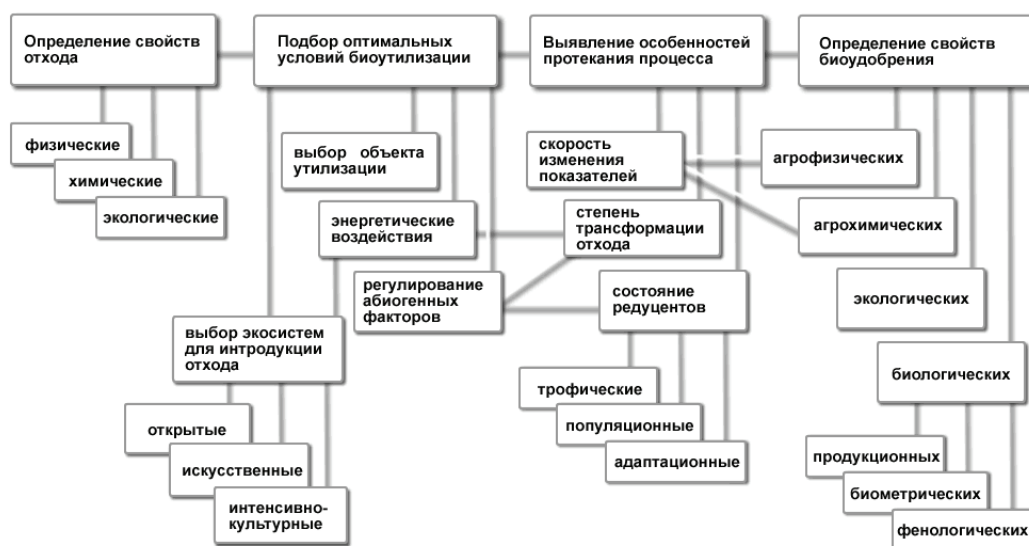 Определение свойств
отхода
Подбор оптимальных
условий биоутилизации
Выявление особенностей
протекания процесса
Определение свойств
биоудобрения
физические
химические
экологические
выбор объекта
утилизации
энергетические
воздействия
регулирование
абиогенных
факторов
выбор экосистем
для интродукции
отхода
открытые
искусственные
интенсивно-
культурные
скорость
изменения
показателей
степень
трансформации
отхода
состояние
редуцентов
трофические
популяционные
адаптационные
агрофизических
агрохимических
экологических
биологических
продукционных
биометрических
фенологических